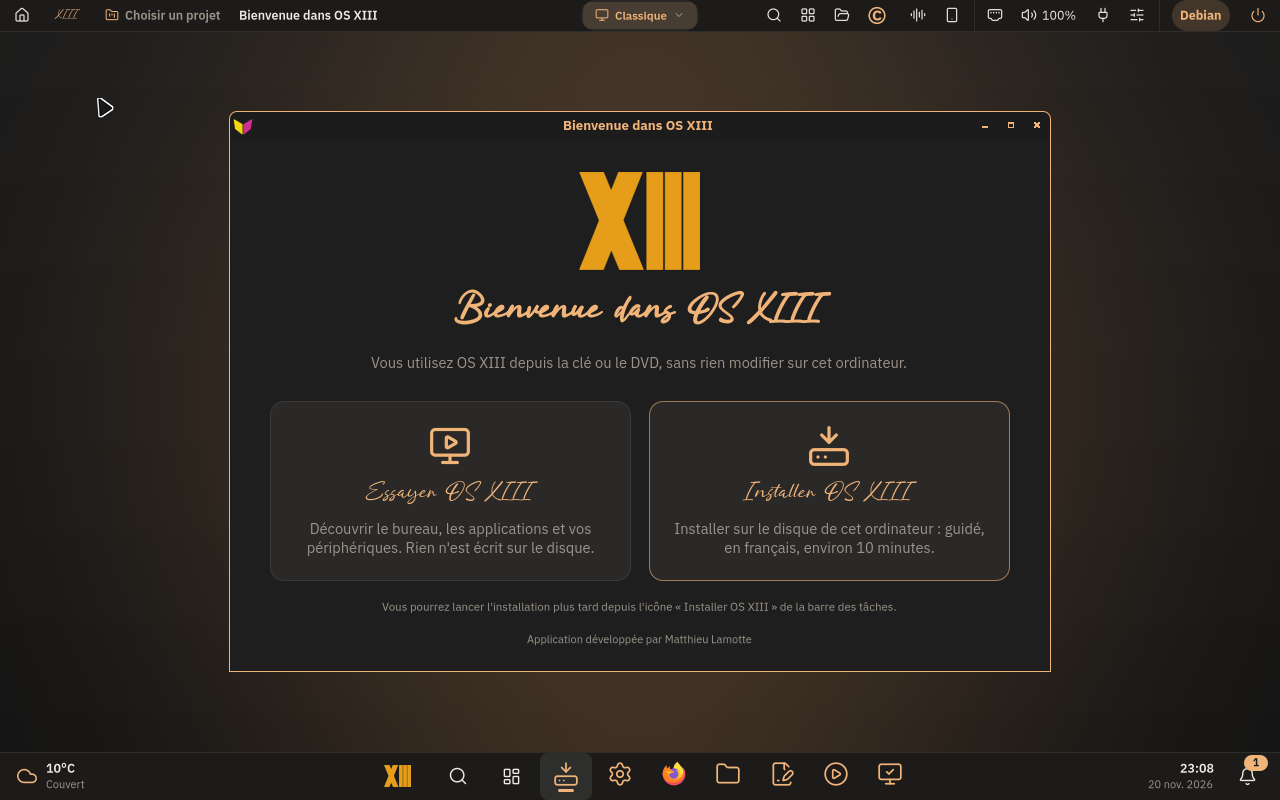 XIII
Choisir un projet
Bienvenue dans OS XIII
Classique
100%
Debian
Bienvenue dans OS XIII
XIII
Bienvenue dans OS XIII
Vous utilisez OS XIII depuis la clé ou le DVD, sans rien modifier sur cet ordinateur.
Essayer OS XIII
Découvrir le bureau, les applications et vos
périphériques. Rien n'est écrit sur le disque.
Installer OS XIII
Installer sur le disque de cet ordinateur : guidé,
en français, environ 10 minutes.
Vous pourrez lancer l'installation plus tard depuis l'icône « Installer OS XIII » de la barre des tâches.
Application développée par Matthieu Lamotte
10°C
Couvert
XIII
23:08
20 nov. 2026
1